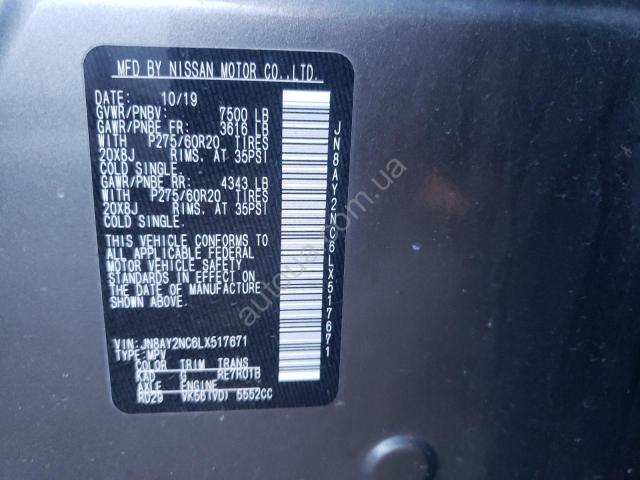 MFD BY NISSAN MOTOR CO.,LTD.
DATE: 10/19
GVWR/PNBV: 7500 LB
GAWR/PNBE FR: 3616 LB
WITH P275/60R20 TIRES
20X8J RIMS. AT 35PSI
COLD SINGLE.
GAWR/PNBE RR: 4343 LB
WITH P275/60R20 TIRES
20X8J RIMS. AT 35PSI
COLD SINGLE.
THIS VEHICLE CONFORMS TO
ALL APPLICABLE FEDERAL
MOTOR VEHICLE SAFETY
STANDARDS IN EFFECT ON
THE DATE OF MANUFACTURE
SHOWN ABOVE.
VIN: JN8AY2NC6LX517671
TYPE: MPV
COLOR TRIM TRANS
KAD G RE7R01B
AXLE ENGINE
RD29 VK56(VD) 5552CC
JN8AY2NC6LX517671
autoua.com.ua